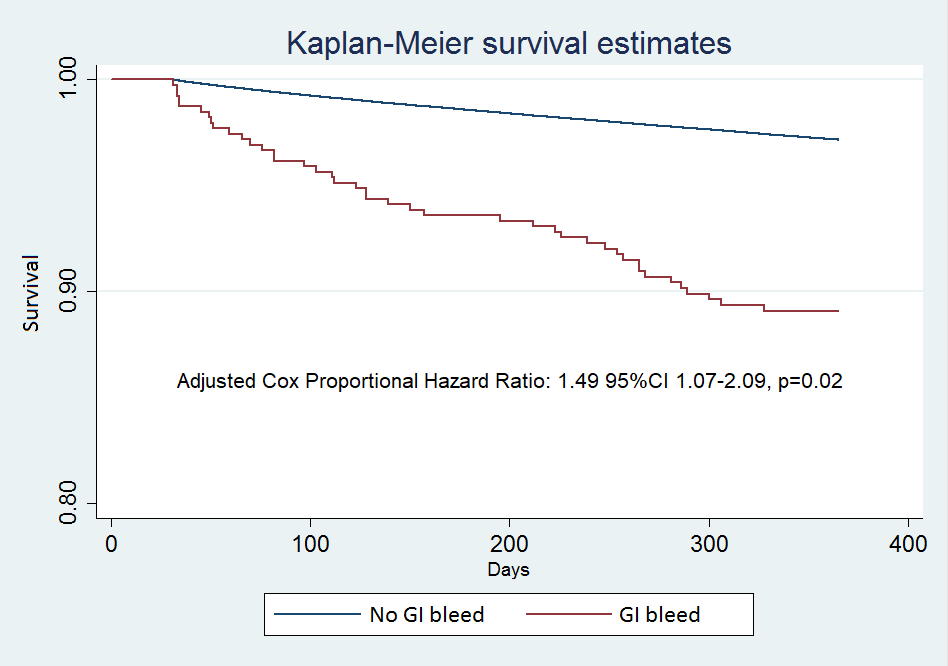 Kaplan-Meier survival estimates
1.00
0.90
0.80
Survival
Adjusted Cox Proportional Hazard Ratio: 1.49 95%CI 1.07-2.09, p=0.02
0 100 200 300 400
Days
No GI bleed GI bleed